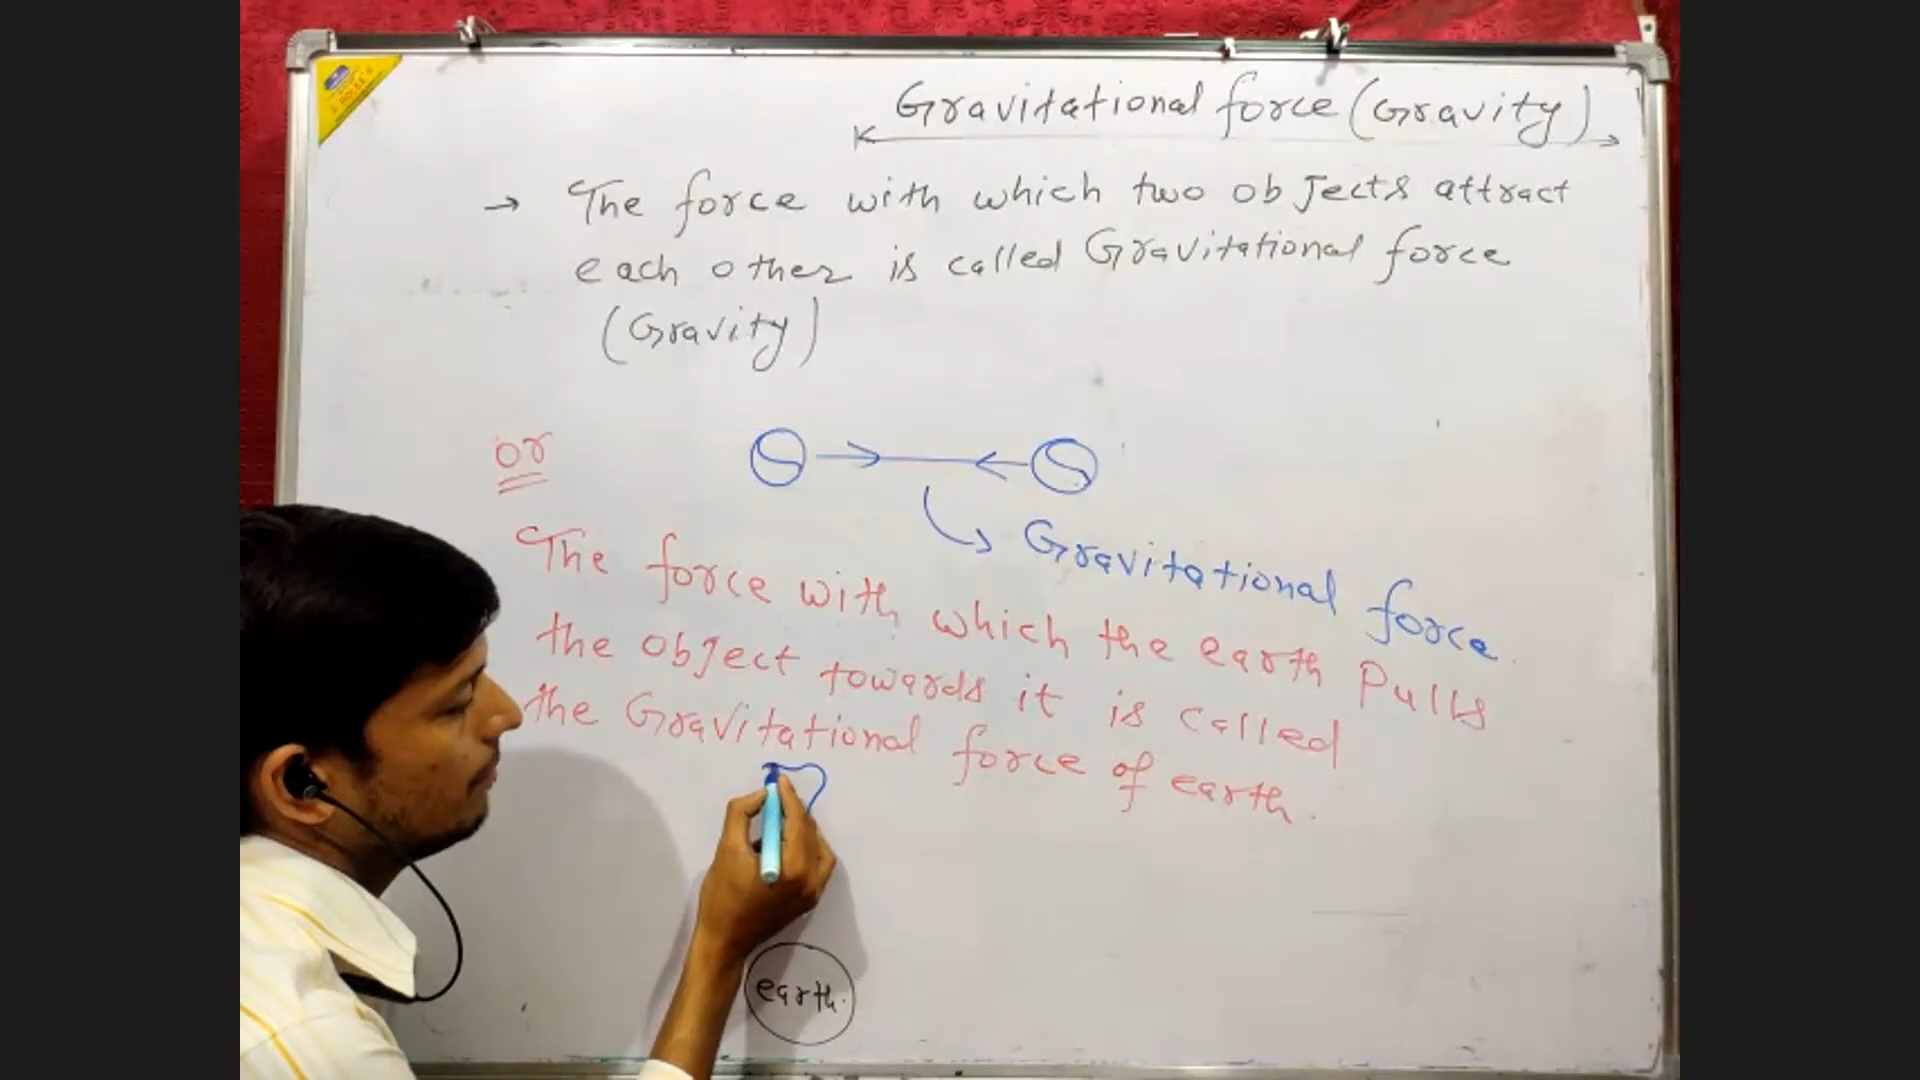 Gravitational force (Gravity)
→ The force with which two objects attract
each other is called Gravitational force
(Gravity)
or
Gravitational force.
The force with which the earth Pulls
the object towards it is called
the Gravitational force of earth.
earth.